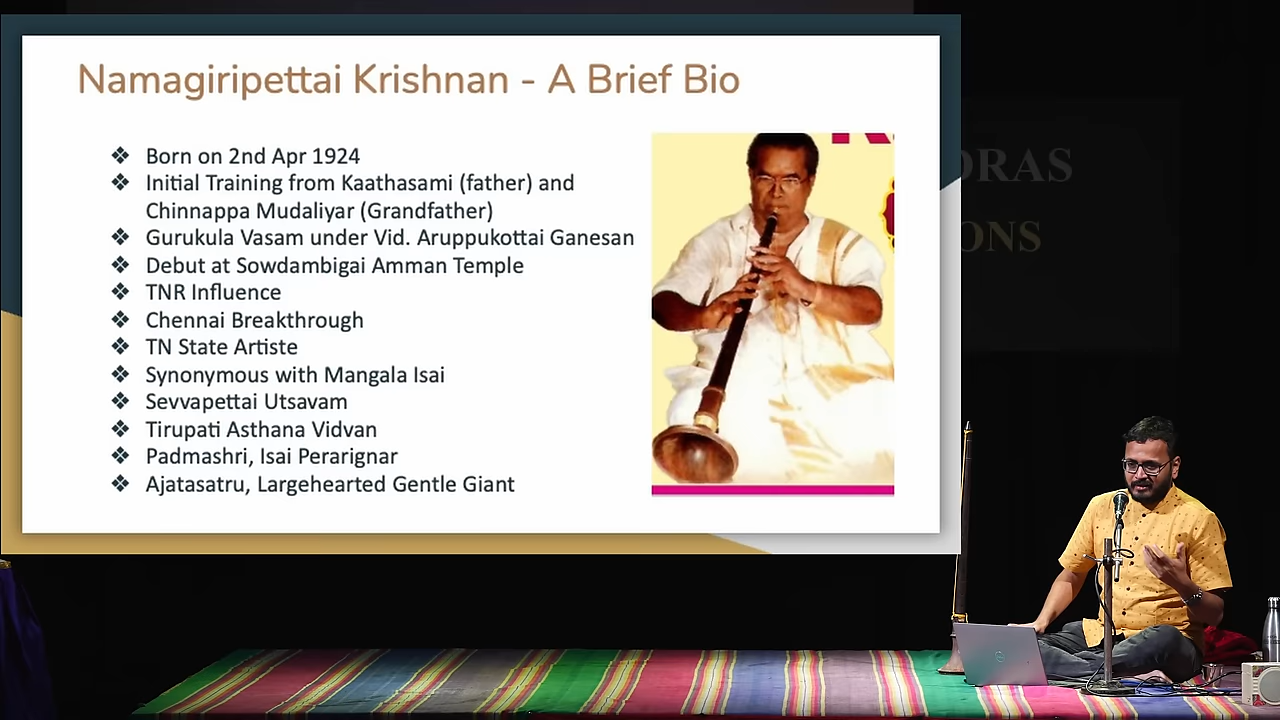 Namagiripettai Krishnan - A Brief Bio
❖ Born on 2nd Apr 1924
❖ Initial Training from Kaathasami (father) and
Chinnappa Mudaliyar (Grandfather)
❖ Gurukula Vasam under Vid. Aruppukottai Ganesan
❖ Debut at Sowdambigai Amman Temple
❖ TNR Influence
❖ Chennai Breakthrough
❖ TN State Artiste
❖ Synonymous with Mangala Isai
❖ Sevvapettai Utsavam
❖ Tirupati Asthana Vidvan
❖ Padmashri, Isai Perarignar
❖ Ajatasatru, Largehearted Gentle Giant